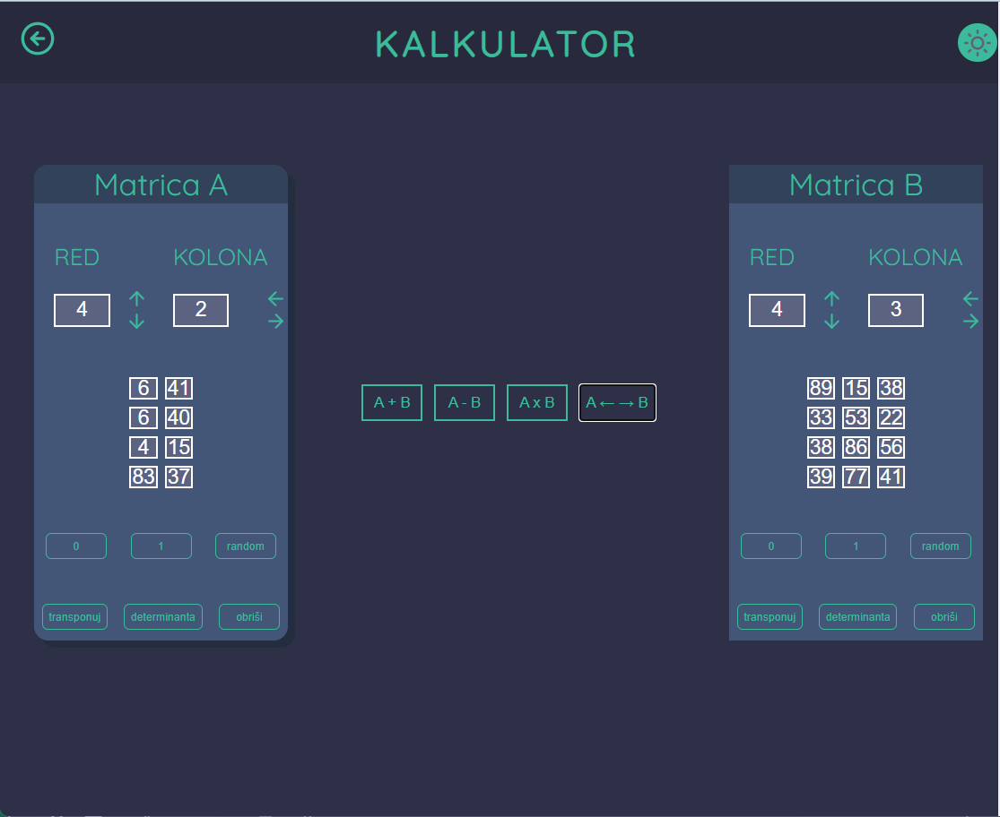 KALKULATOR
Matrica A
RED KOLONA
4 2
6 41
6 40
4 15
83 37
0 1 random
transponuj determinanta obriši
A + B A - B A x B A ←→ B
Matrica B
RED KOLONA
4 3
89 15 38
33 53 22
38 86 56
39 77 41
0 1 random
transponuj determinanta obriši